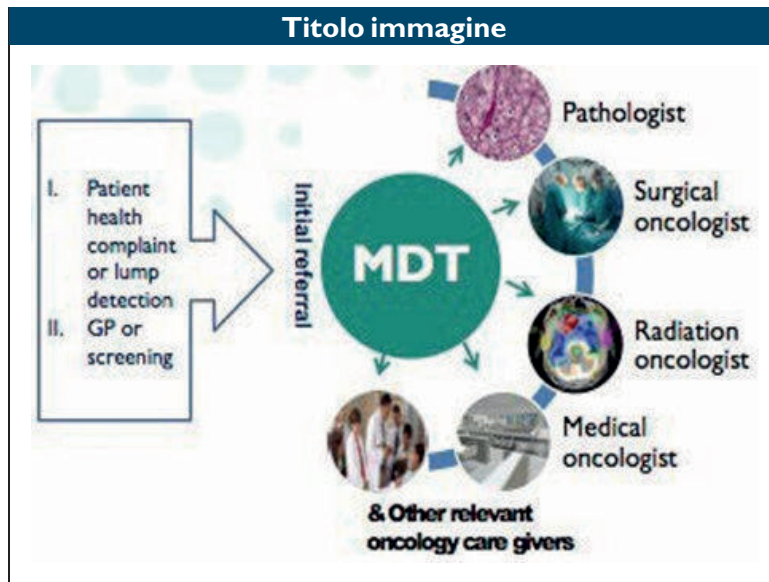 Titolo immagine
I. Patient
health
complaint
or lump
detection
II. GP or
screening
Initial referral
MDT
Pathologist
Surgical
oncologist
Radiation
oncologist
Medical
oncologist
& Other relevant
oncology care givers